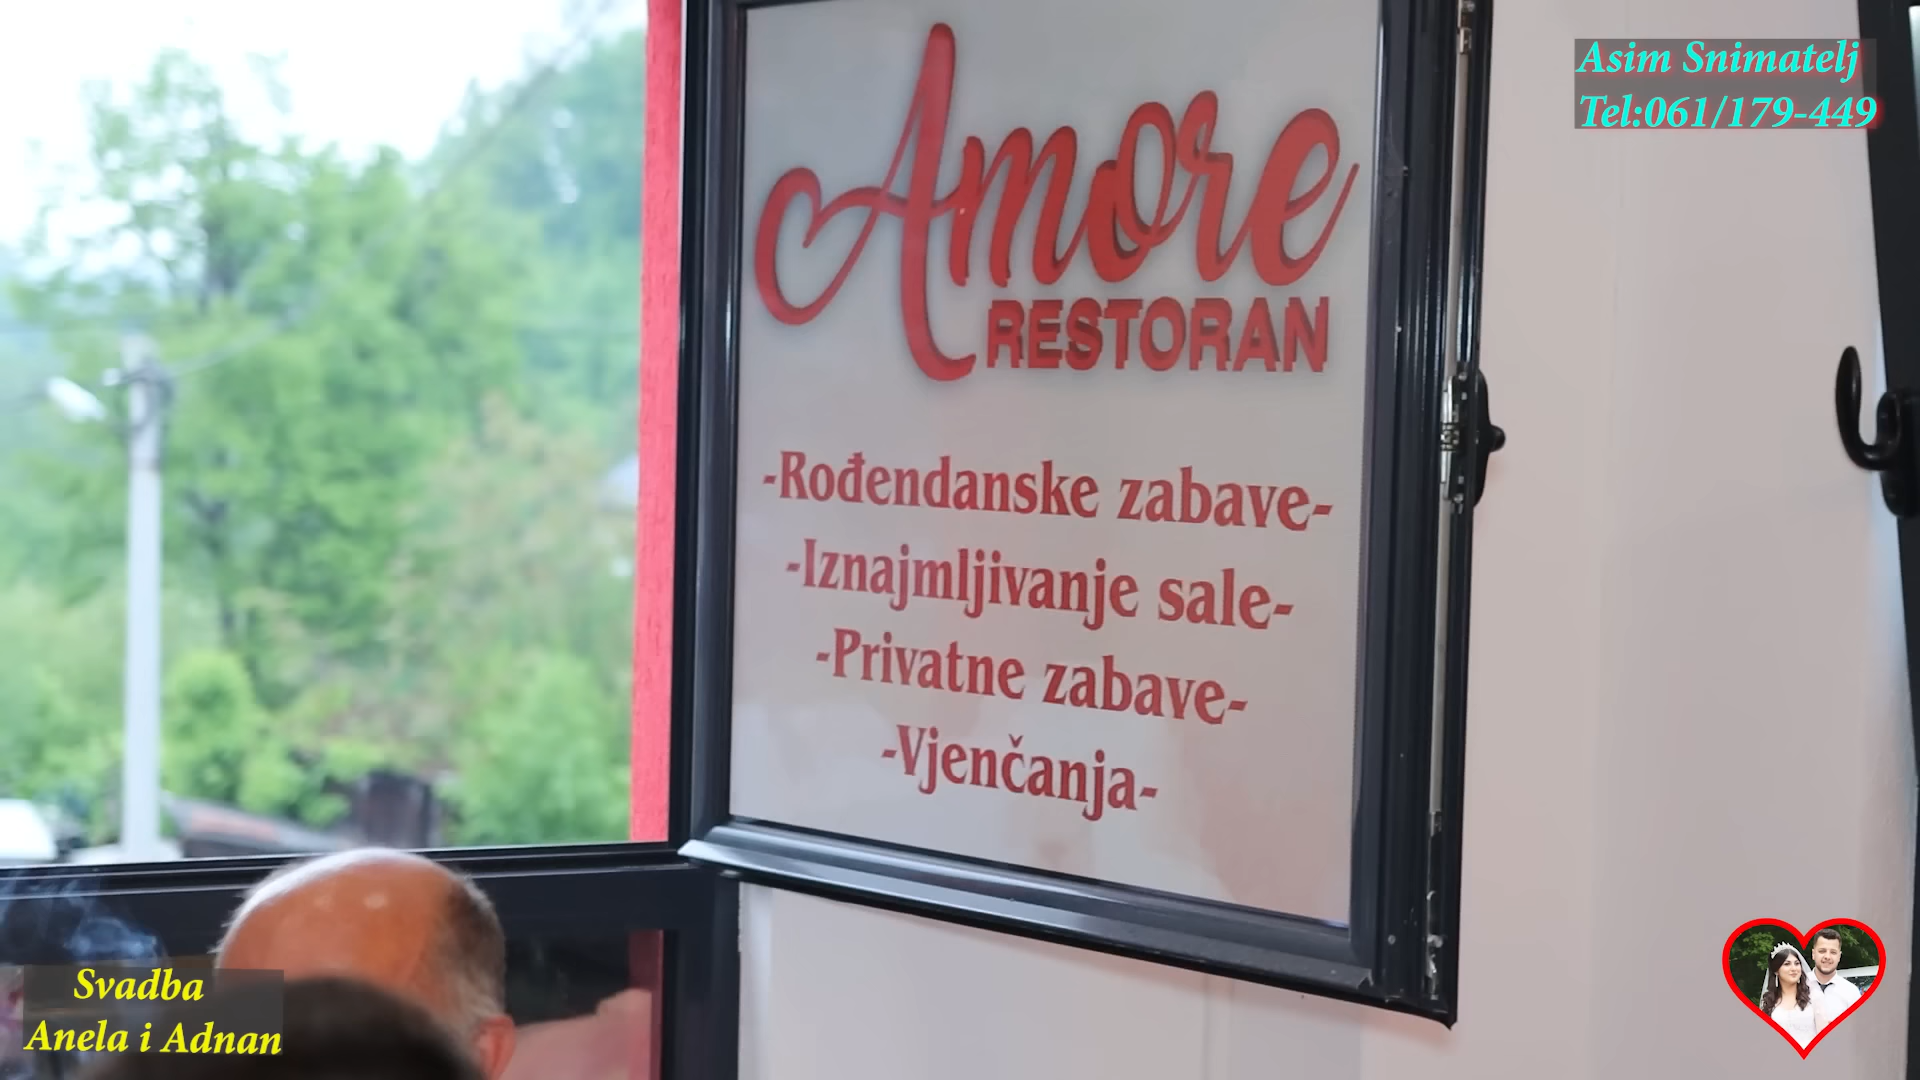 Asim Snimatelj
Tel:061/179-449
Amore
RESTORAN
-Rođendanske zabave-
-Iznajmljivanje sale-
-Privatne zabave-
-Vjenčanja-
Svadba
Anela i Adnan